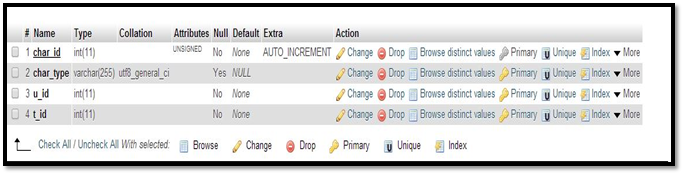 # Name Type Collation Attributes Null Default Extra Action
1 char_id int(11) UNSIGNED No None AUTO_INCREMENT Change Drop Browse distinct values Primary Unique Index More
2 char_type varchar(255) utf8_general_ci Yes NULL Change Drop Browse distinct values Primary Unique Index More
3 u_id int(11) No None Change Drop Browse distinct values Primary Unique Index More
4 t_id int(11) No None Change Drop Browse distinct values Primary Unique Index More
Check All / Uncheck All With selected: Browse Change Drop Primary Unique Index